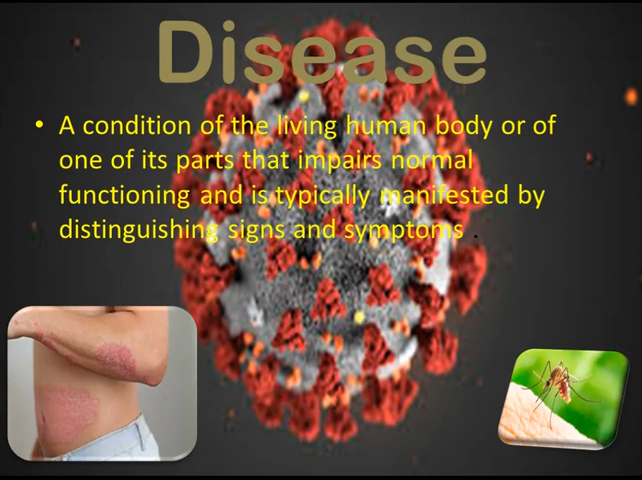 Disease
• A condition of the living human body or of
one of its parts that impairs normal
functioning and is typically manifested by
distinguishing signs and symptoms .